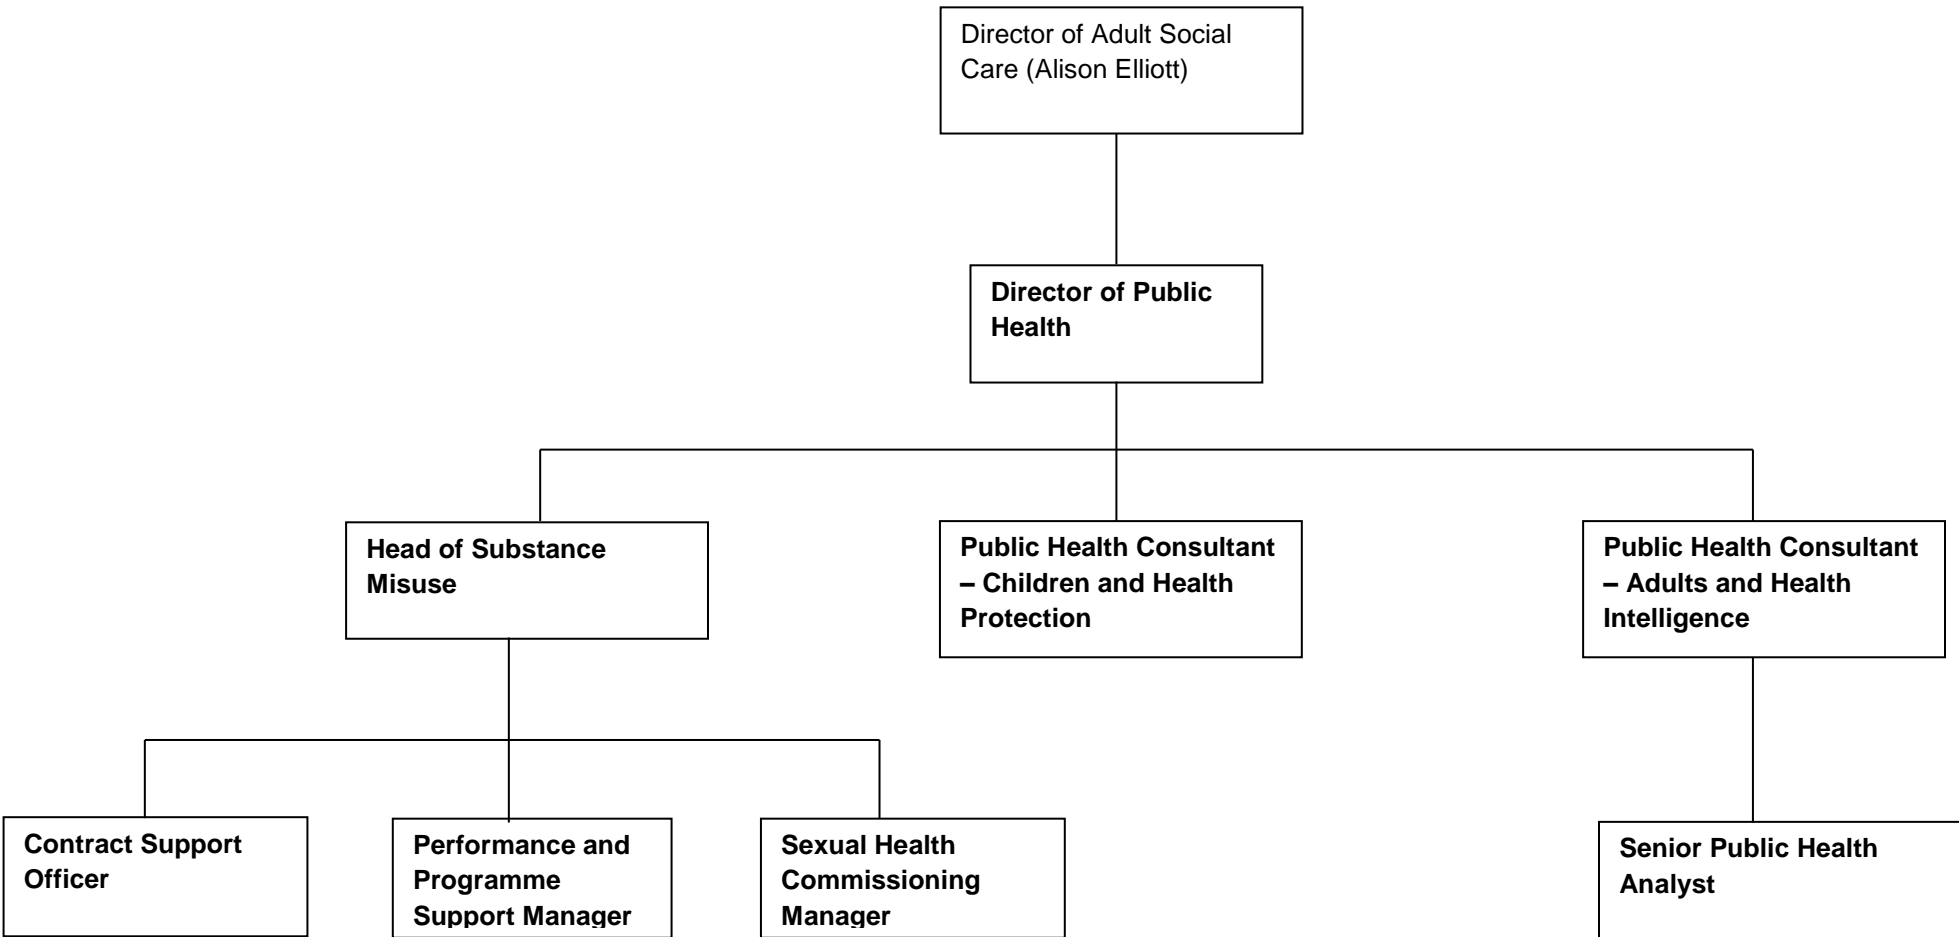 Director of Adult Social
Care (Alison Elliott)
Director of Public
Health
Head of Substance
Misuse
Public Health Consultant
– Children and Health
Protection
Public Health Consultant
– Adults and Health
Intelligence
Contract Support
Officer
Performance and
Programme
Support Manager
Sexual Health
Commissioning
Manager
Senior Public Health
Analyst